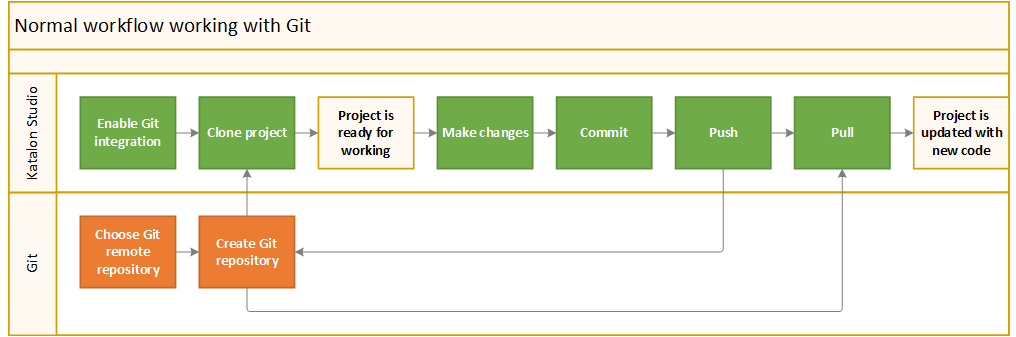 Normal workflow working with Git
Katalon Studio
Enable Git
integration
Clone project
Project is
ready for
working
Make changes
Commit
Push
Pull
Project is
updated with
new code
Git
Choose Git
remote
repository
Create Git
repository